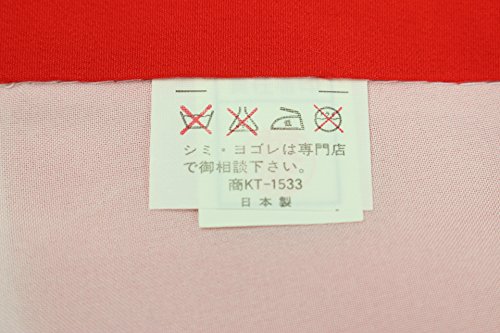 低
シミ・ヨゴレは専門店
で御相談下さい。
商KT-1533
日本製